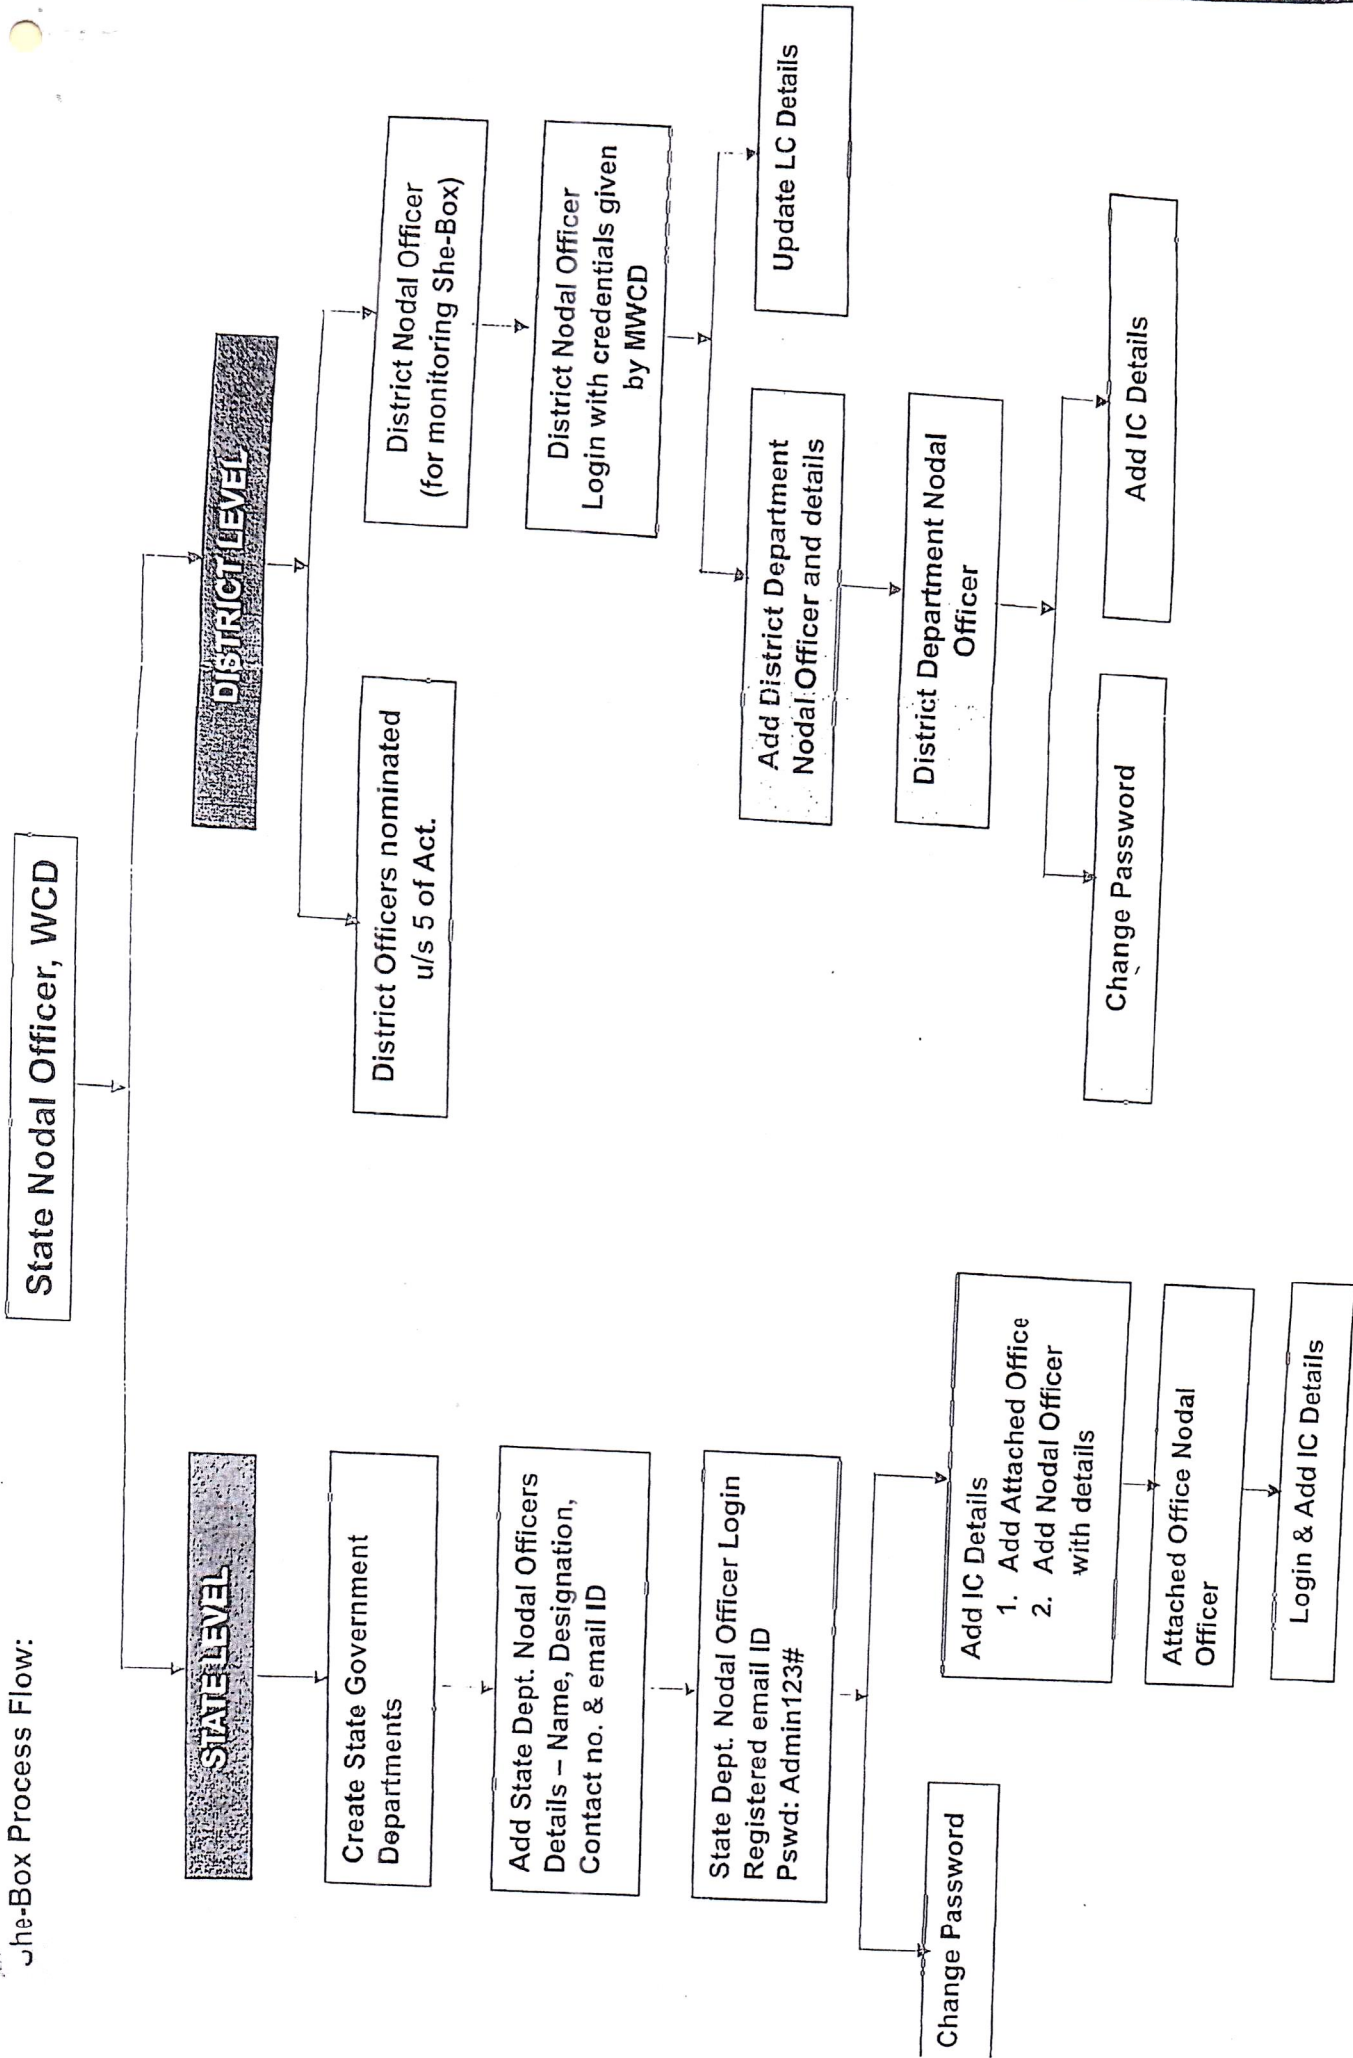 She-Box Process Flow:
State Nodal Officer, WCD
STATE LEVEL
Create State Government
Departments
Add State Dept. Nodal Officers
Details – Name, Designation,
Contact no. & email ID
State Dept. Nodal Officer Login
Registered email ID
Pswd: Admin123#
Change Password
Add IC Details
1. Add Attached Office
2. Add Nodal Officer
with details
Attached Office Nodal
Officer
Login & Add IC Details
DISTRICT LEVEL
District Officers nominated
u/s 5 of Act.
District Nodal Officer
(for monitoring She-Box)
District Nodal Officer
Login with credentials given
by MWCD
Add District Department
Nodal Officer and details
Update LC Details
District Department Nodal
Officer
Change Password
Add IC Details